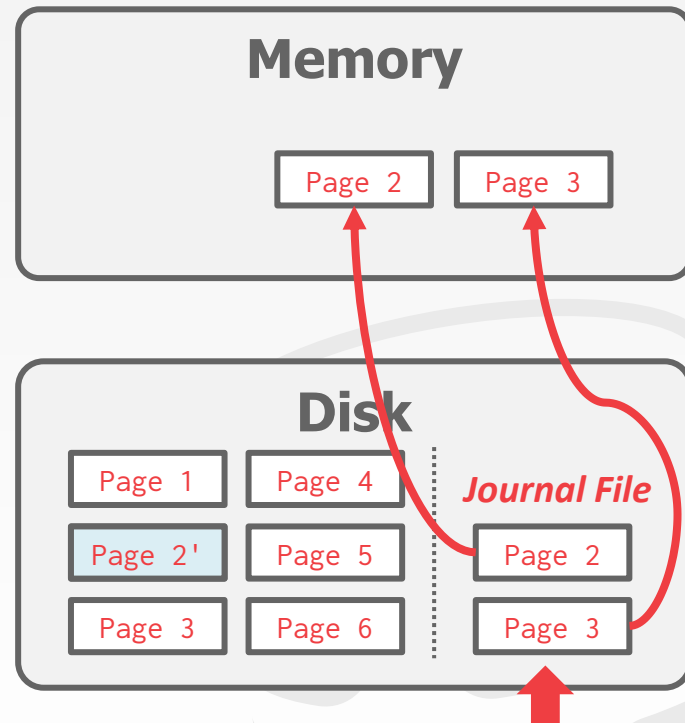 Memory
Page 2
Page 3
Disk
Page 1
Page 4
Page 2'
Page 5
Page 3
Page 6
Journal File
Page 2
Page 3